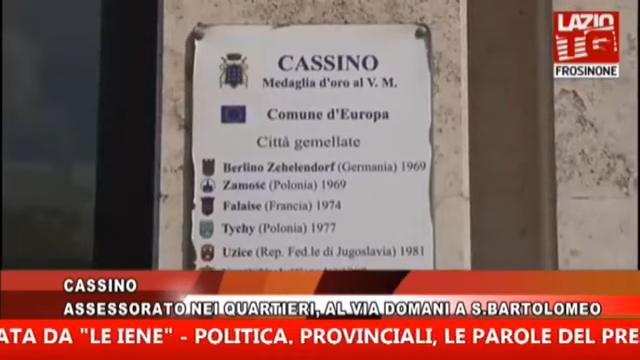 LAZIO
TG
FROSINONE
CASSINO
Medaglia d'oro al V. M.
Comune d'Europa
Città gemellate
Berlino Zehelendorf (Germania) 1969
Zamosć (Polonia) 1969
Falaise (Francia) 1974
Tychy (Polonia) 1977
Uzice (Rep. Fed.le di Jugoslavia) 1981
CASSINO
ASSESSORATO NEI QUARTIERI, AL VIA DOMANI A S.BARTOLOMEO
ATA DA "LE IENE" - POLITICA. PROVINCIALI, LE PAROLE DEL PRE